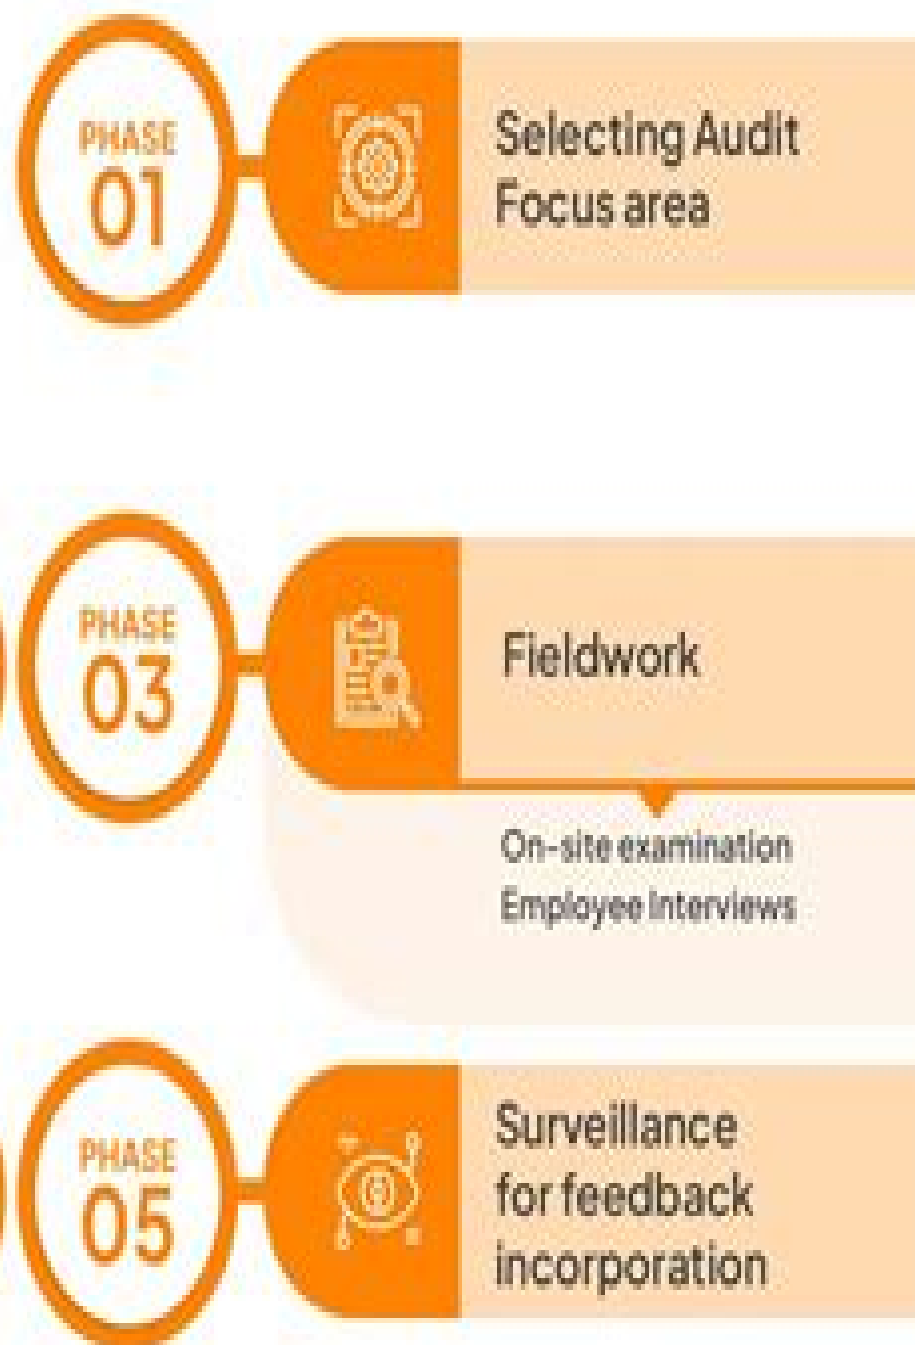 PHASE
01
Selecting Audit
Focus area
PHASE
03
Fieldwork
On-site examination
Employee Interviews
PHASE
05
Surveillance
for feedback
incorporation